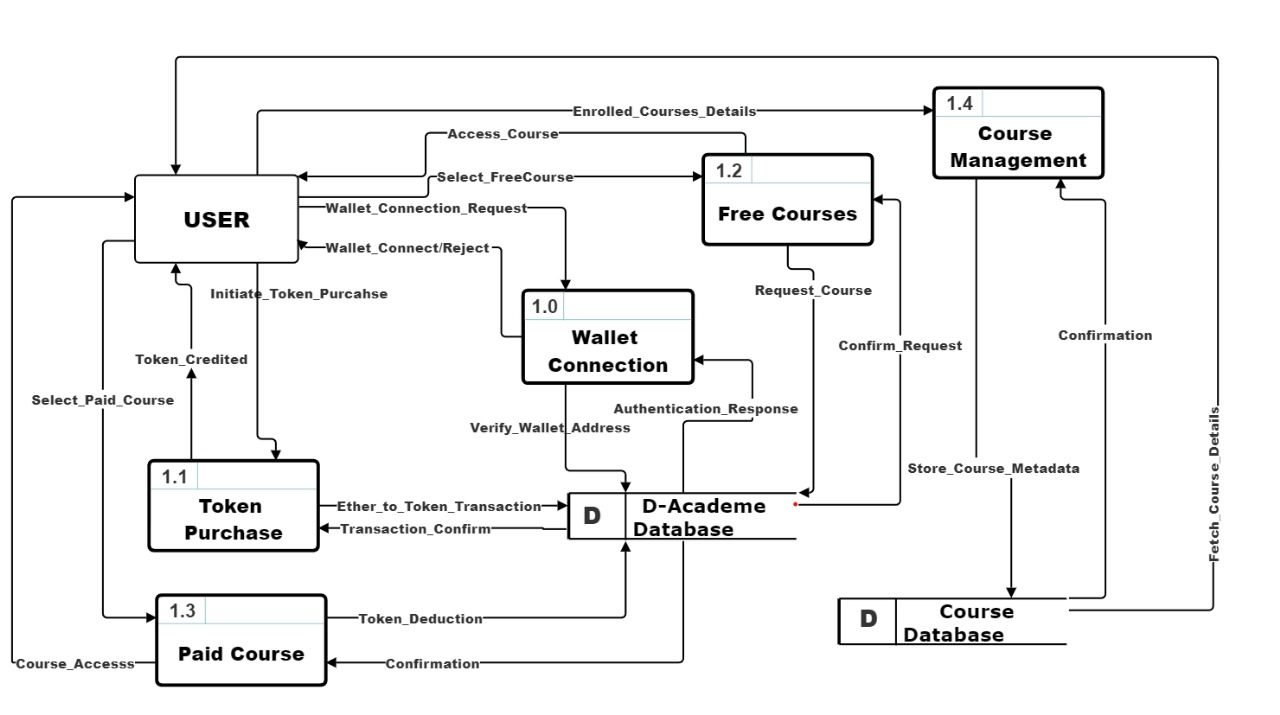 Enrolled_Courses_Details
1.4
Course
Management
Access_Course
1.2
Free Courses
Select_FreeCourse
USER
Wallet_Connection_Request
Wallet_Connect/Reject
Initiate_Token_Purcahse
Request_Course
1.0
Wallet
Connection
Confirm_Request
Confirmation
Token_Credited
Select_Paid_Course
Authentication_Response
Verify_Wallet_Address
Store_Course_Metadata
Fetch_Course_Details
1.1
Token
Purchase
Ether_to_Token_Transaction
Transaction_Confirm
D
D-Academe
Database
1.3
Paid Course
Token_Deduction
Confirmation
Course_Accesss
D
Course
Database